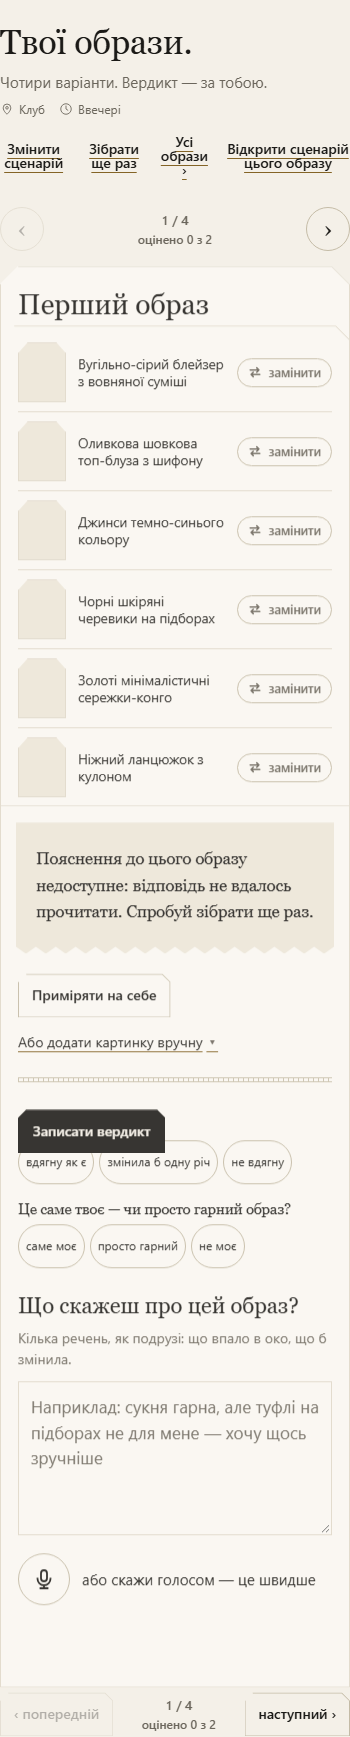 Твої образи.
Чотири варіанти. Вердикт — за тобою.
Клуб Ввечері
Змінити сценарій
Зібрати ще раз
Усі образи ›
Відкрити сценарій цього образу
‹ 1 / 4 ›
оцінено 0 з 2
Перший образ
Вугільно-сірий блейзер
з вовняної суміші
замінити
Оливкова шовкова
топ-блуза з шифону
замінити
Джинси темно-синього
кольору
замінити
Чорні шкіряні
черевики на підборах
замінити
Золоті мінімалістичні
сережки-конго
замінити
Ніжний ланцюжок з
кулоном
замінити
Пояснення до цього образу
недоступне: відповідь не вдалось
прочитати. Спробуй зібрати ще раз.
Приміряти на себе
Або додати картинку вручну ▾
Записати вердикт
вдягну як є змінила б одну річ не вдягну
Це саме твоє — чи просто гарний образ?
саме моє просто гарний не моє
Що скажеш про цей образ?
Кілька речень, як подрузі: що впало в око, що б
змінила.
Наприклад: сукня гарна, але туфлі на
підборах не для мене — хочу щось
зручніше
або скажи голосом — це швидше
‹ попередній 1 / 4 наступний ›
оцінено 0 з 2